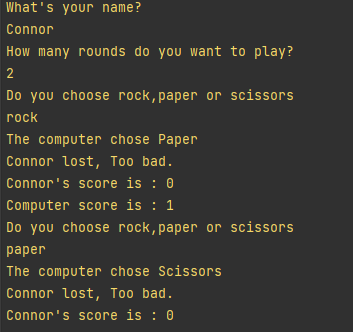 What's your name?
Connor
How many rounds do you want to play?
2
Do you choose rock,paper or scissors
rock
The computer chose Paper
Connor lost, Too bad.
Connor's score is : 0
Computer score is : 1
Do you choose rock,paper or scissors
paper
The computer chose Scissors
Connor lost, Too bad.
Connor's score is : 0